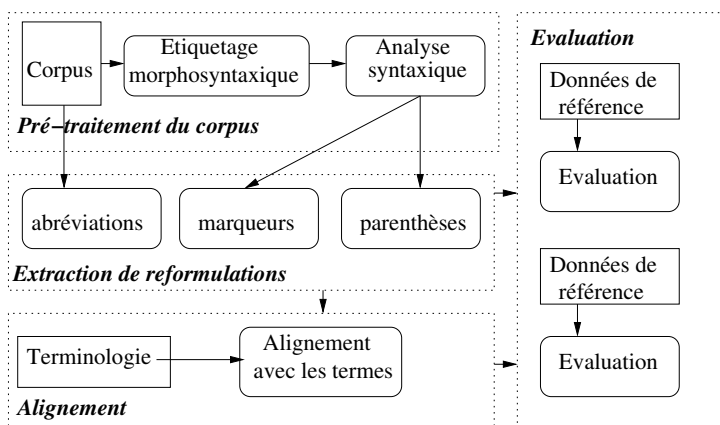 Corpus
Etiquetage
morphosyntaxique
Analyse
syntaxique
Pré−traitement du corpus
abréviations
marqueurs
parenthèses
Extraction de reformulations
Terminologie
Alignement
avec les termes
Alignement
Evaluation
Données de
référence
Evaluation
Données de
référence
Evaluation